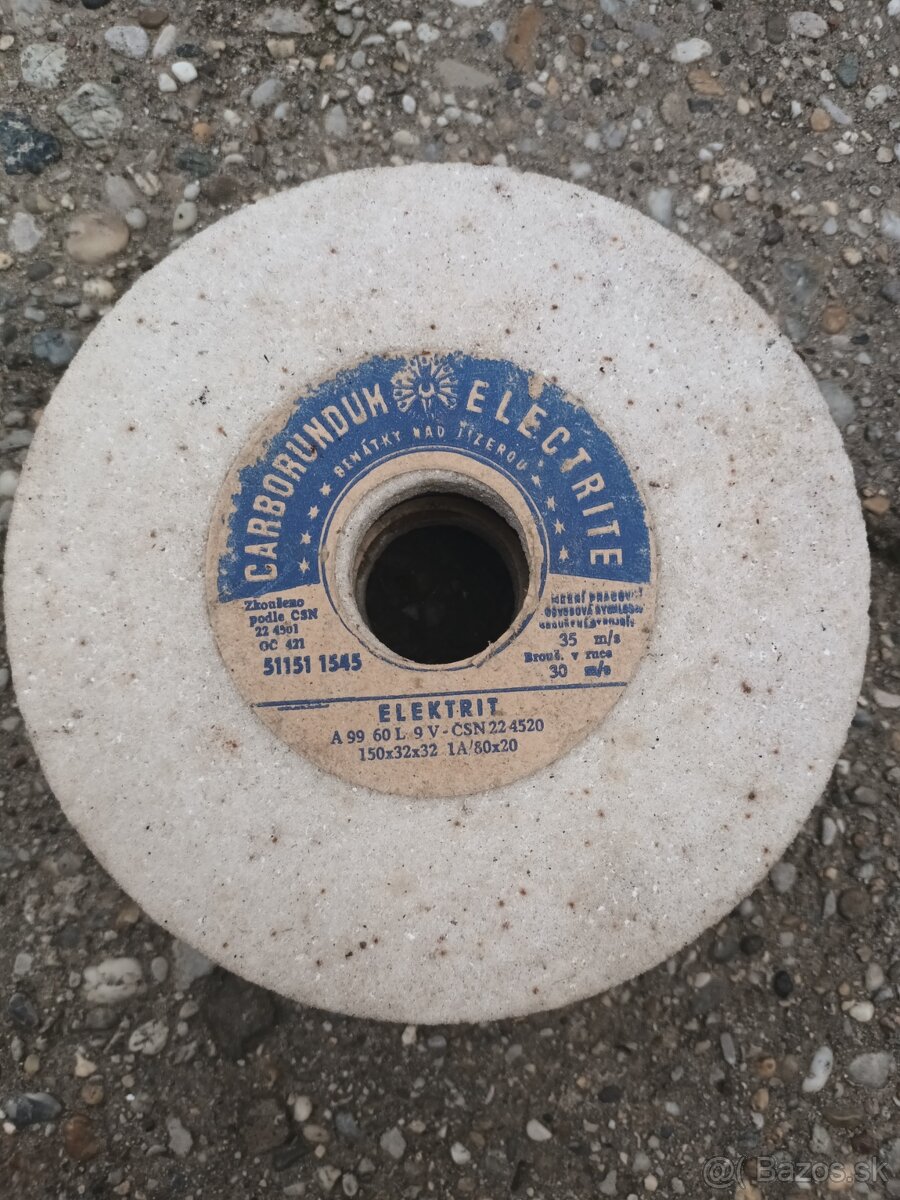 CARBORUNDUM ELECTRITE
BENÁTKY NAD JIZEROU
Zkoušeno
podle ČSN
22 4501
OC 421
51151 1545
35 m/s
Brouš. v ruce
30 m/s
ELEKTRIT
A 99 60 L 9 V - ČSN 22 4520
150x32x32 1A/80x20
@( Bazos.sk